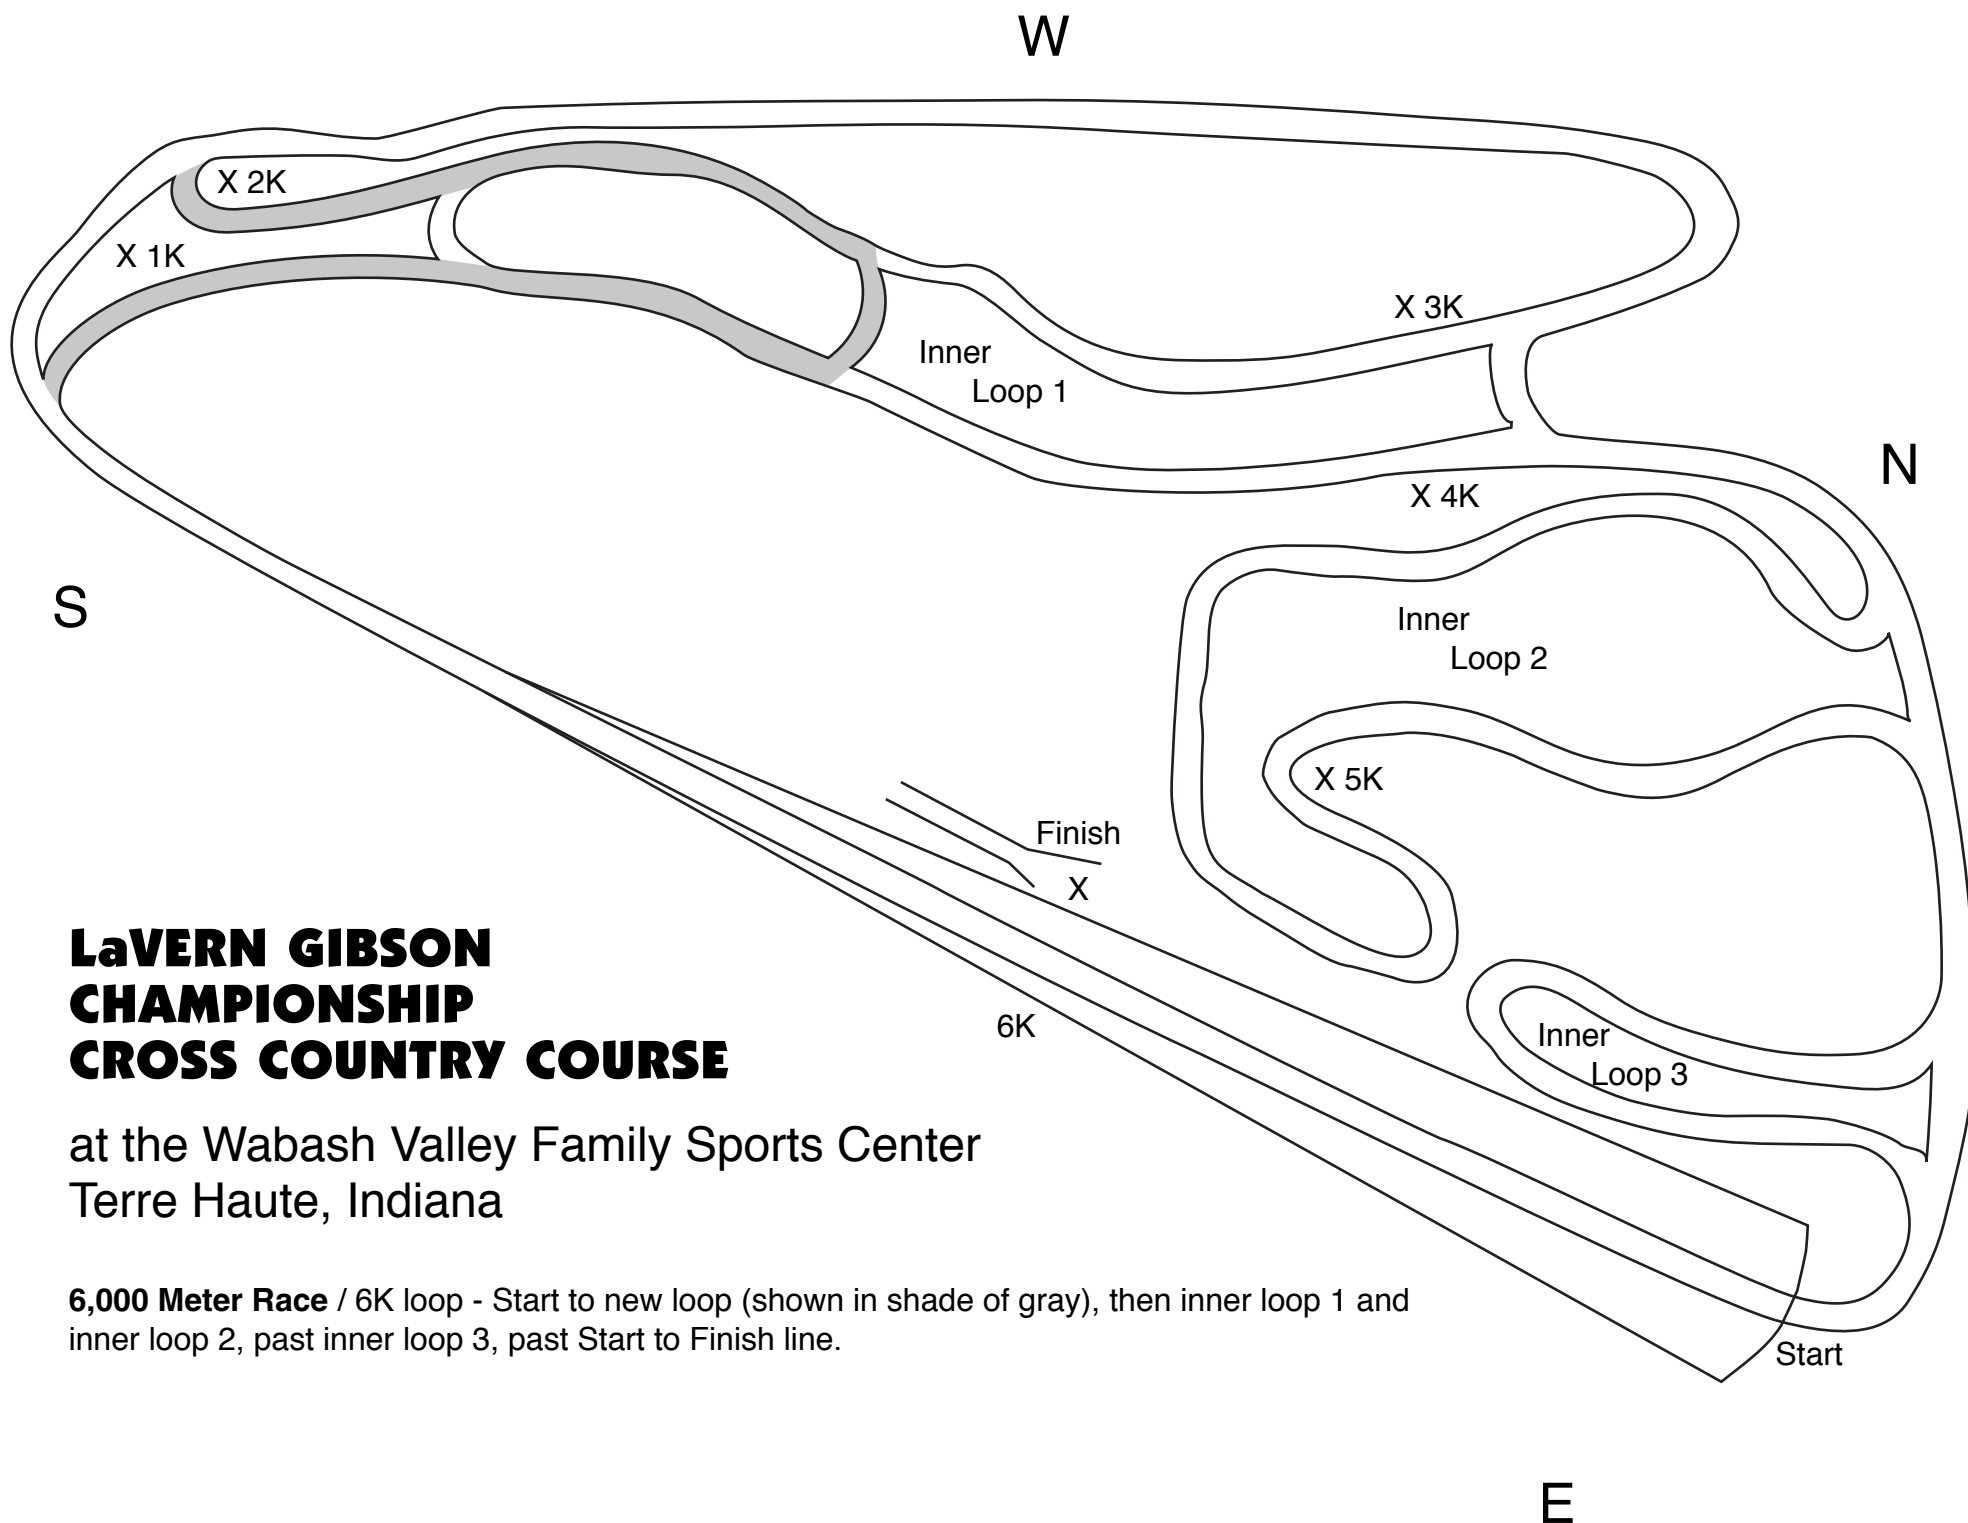 W
X 2K
X 1K
X 3K
Inner
Loop 1
N
X 4K
S
Inner
Loop 2
X 5K
Finish
X
LaVERN GIBSON
CHAMPIONSHIP
CROSS COUNTRY COURSE
6K
Inner
Loop 3
at the Wabash Valley Family Sports Center
Terre Haute, Indiana
6,000 Meter Race / 6K loop - Start to new loop (shown in shade of gray), then inner loop 1 and
inner loop 2, past inner loop 3, past Start to Finish line.
Start
E